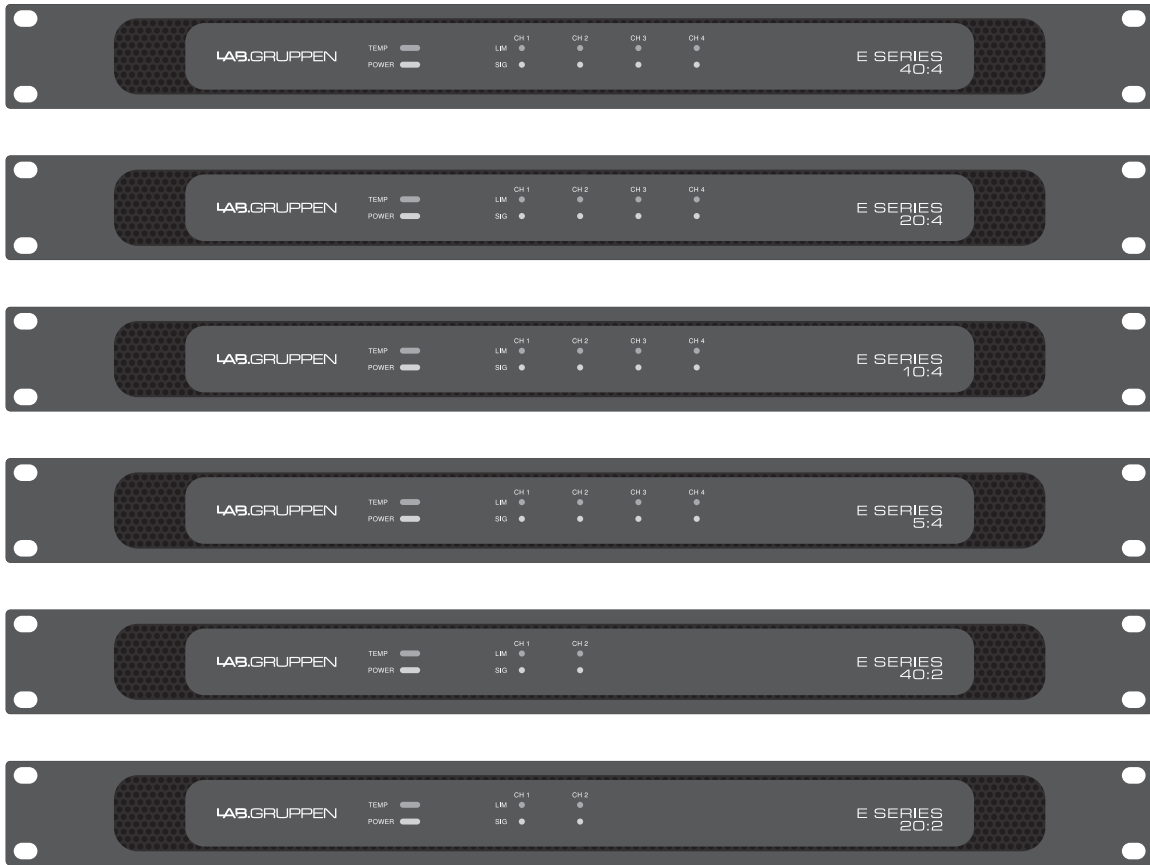 CH 1 CH 2 CH 3 CH 4
LAB.GRUPPEN TEMP LIM E SERIES
POWER SIG 40:4
CH 1 CH 2 CH 3 CH 4
LAB.GRUPPEN TEMP LIM E SERIES
POWER SIG 20:4
CH 1 CH 2 CH 3 CH 4
LAB.GRUPPEN TEMP LIM E SERIES
POWER SIG 10:4
CH 1 CH 2 CH 3 CH 4
LAB.GRUPPEN TEMP LIM E SERIES
POWER SIG 5:4
CH 1 CH 2
LAB.GRUPPEN TEMP LIM E SERIES
POWER SIG 40:2
CH 1 CH 2
LAB.GRUPPEN TEMP LIM E SERIES
POWER SIG 20:2